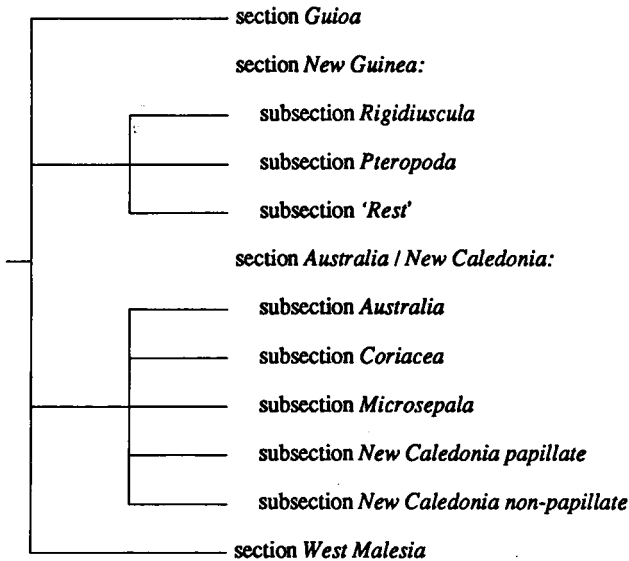 section Guioa
section New Guinea:
subsection Rigidiuscula
subsection Pteropoda
subsection 'Rest'
section Australia / New Caledonia:
subsection Australia
subsection Coriacea
subsection Microsepala
subsection New Caledonia papillate
subsection New Caledonia non-papillate
section West Malesia